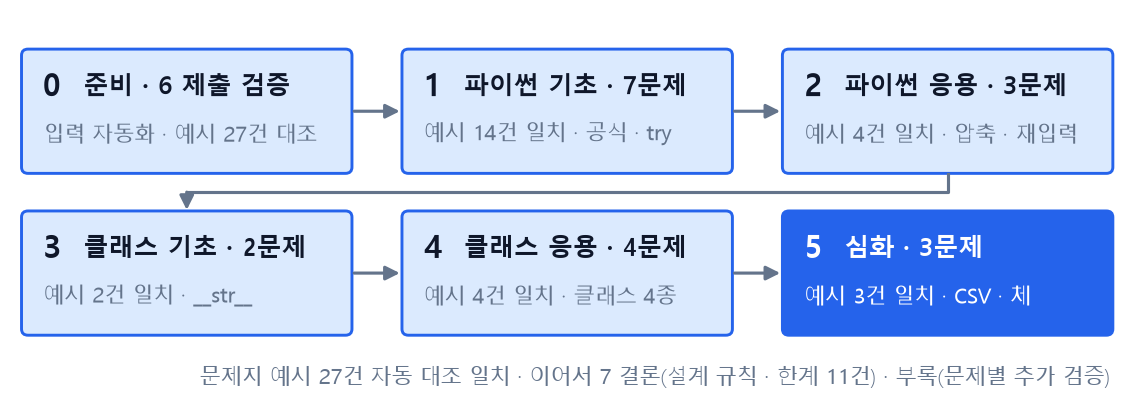 0 준비 · 6 제출 검증
입력 자동화 · 예시 27건 대조
1 파이썬 기초 · 7문제
예시 14건 일치 · 공식 · try
2 파이썬 응용 · 3문제
예시 4건 일치 · 압축 · 재입력
3 클래스 기초 · 2문제
예시 2건 일치 · __str__
4 클래스 응용 · 4문제
예시 4건 일치 · 클래스 4종
5 심화 · 3문제
예시 3건 일치 · CSV · 체
문제지 예시 27건 자동 대조 일치 · 이어서 7 결론(설계 규칙 · 한계 11건) · 부록(문제별 추가 검증)